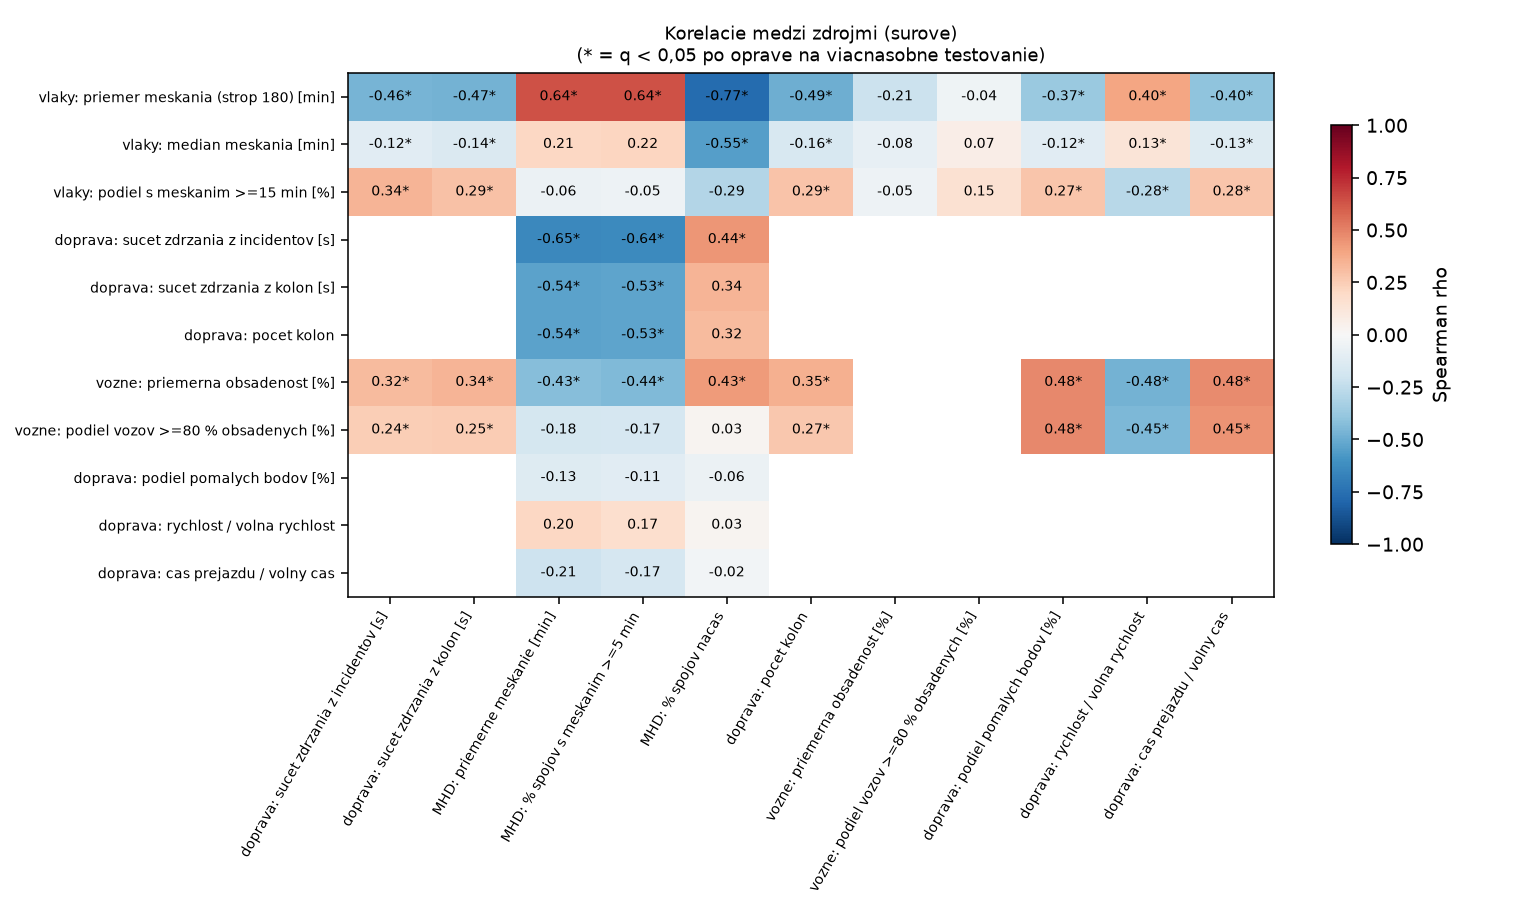 Korelacie medzi zdrojmi (surove)
(* = q < 0,05 po oprave na viacnasobne testovanie)
vlaky: priemer meskania (strop 180) [min] -0.46* -0.47* 0.64* 0.64* -0.77* -0.49* -0.21 -0.04 -0.37* 0.40* -0.40*
vlaky: median meskania [min] -0.12* -0.14* 0.21 0.22 -0.55* -0.16* -0.08 0.07 -0.12* 0.13* -0.13*
vlaky: podiel s meskanim >=15 min [%] 0.34* 0.29* -0.06 -0.05 -0.29 0.29* -0.05 0.15 0.27* -0.28* 0.28*
doprava: sucet zdrzania z incidentov [s] -0.65* -0.64* 0.44*
doprava: sucet zdrzania z kolon [s] -0.54* -0.53* 0.34
doprava: pocet kolon -0.54* -0.53* 0.32
vozne: priemerna obsadenost [%] 0.32* 0.34* -0.43* -0.44* 0.43* 0.35* 0.48* -0.48* 0.48*
vozne: podiel vozov >=80 % obsadenych [%] 0.24* 0.25* -0.18 -0.17 0.03 0.27* 0.48* -0.45* 0.45*
doprava: podiel pomalych bodov [%] -0.13 -0.11 -0.06
doprava: rychlost / volna rychlost 0.20 0.17 0.03
doprava: cas prejazdu / volny cas -0.21 -0.17 -0.02
doprava: sucet zdrzania z incidentov [s]
doprava: sucet zdrzania z kolon [s]
MHD: priemerne meskanie [min]
MHD: % spojov s meskanim >=5 min
MHD: % spojov nacas
doprava: pocet kolon
vozne: priemerna obsadenost [%]
vozne: podiel vozov >=80 % obsadenych [%]
doprava: podiel pomalych bodov [%]
doprava: rychlost / volna rychlost
doprava: cas prejazdu / volny cas
1.00
0.75
0.50
0.25
0.00
−0.25
−0.50
−0.75
−1.00
Spearman rho